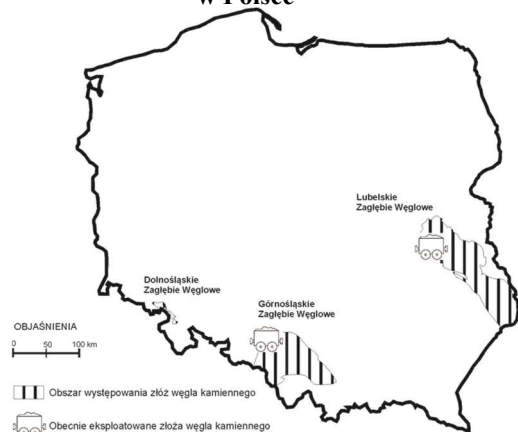 w Polsce
Lubelskie
Zagłębie Węglowe
Dolnośląskie
Zagłębie Węglowe
Górnośląskie
Zagłębie Węglowe
OBJAŚNIENIA
0 50 100 km
Obszar występowania złóż węgla kamiennego
Obecnie eksploatowane złoża węgla kamiennego